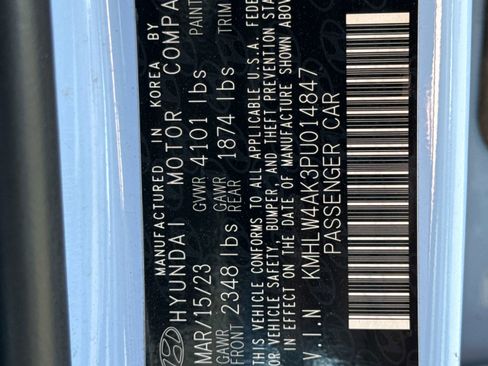 MANUFACTURED IN KOREA BY
HYUNDAI MOTOR COMPA
MAR/15/23 GVWR 4101 lbs PAINT
GAWR FRONT 2348 lbs GAWR REAR 1874 lbs TRIM
THIS VEHICLE CONFORMS TO ALL APPLICABLE U.S.A. FEDE
MOTOR VEHICLE SAFETY, BUMPER, AND THEFT PREVENTION STA
IN EFFECT ON THE DATE OF MANUFACTURE SHOWN ABOV
V.I.N KMHLW4AK3PU014847
PASSENGER CAR